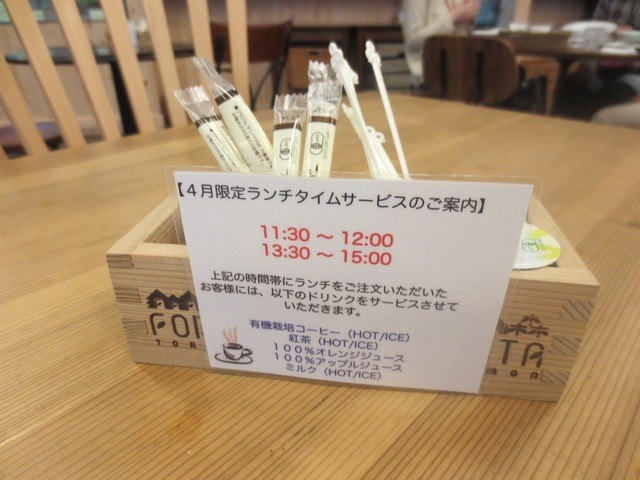 【４月限定ランチタイムサービスのご案内】
11:30 ～ 12:00
13:30 ～ 15:00
上記の時間帯にランチをご注文いただいた
お客様には、以下のドリンクをサービスさせて
いただきます。
有機栽培コーヒー（HOT/ICE）
紅茶（HOT/ICE）
１００％オレンジジュース
１００％アップルジュース
ミルク（HOT/ICE）